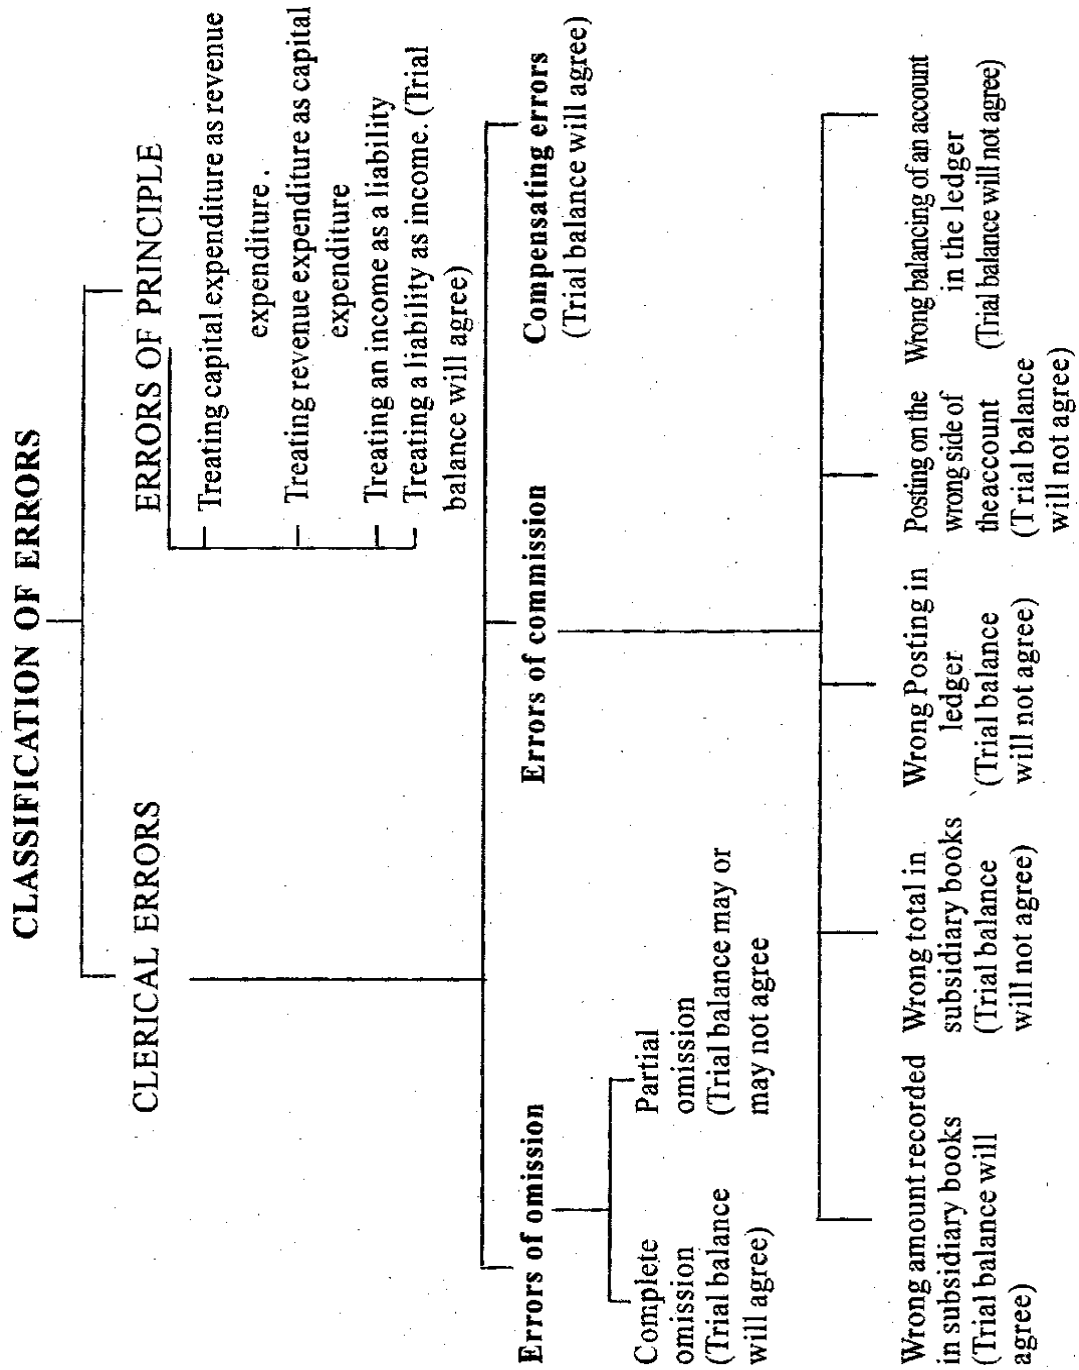 CLASSIFICATION OF ERRORS
CLERICAL ERRORS
ERRORS OF PRINCIPLE
Treating capital expenditure as revenue
expenditure.
Treating revenue expenditure as capital
expenditure
Treating an income as a liability
Treating a liability as income. (Trial
balance will agree)
Errors of omission
Errors of commission
Compensating errors
(Trial balance will agree)
Complete
omission
(Trial balance
will agree)
Partial
omission
(Trial balance may or
may not agree
Wrong amount recorded
in subsidiary books
(Trial balance will
agree)
Wrong total in
subsidiary books
(Trial balance
will not agree)
Wrong Posting in
ledger
(Trial balance
will not agree)
Posting on the
wrong side of
theaccount
(Trial balance
will not agree)
Wrong balancing of an account
in the ledger
(Trial balance will not agree)